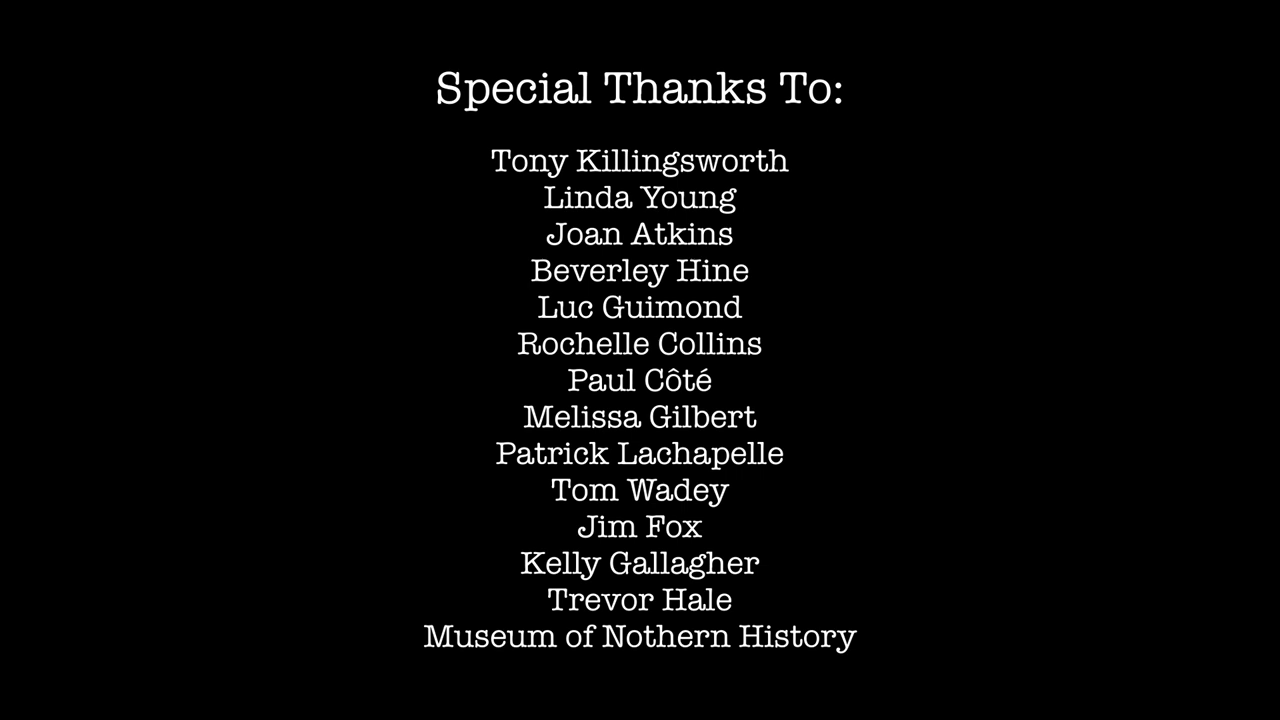 Special Thanks To:
Tony Killingsworth
Linda Young
Joan Atkins
Beverley Hine
Luc Guimond
Rochelle Collins
Paul Côté
Melissa Gilbert
Patrick Lachapelle
Tom Wadey
Jim Fox
Kelly Gallagher
Trevor Hale
Museum of Nothern History